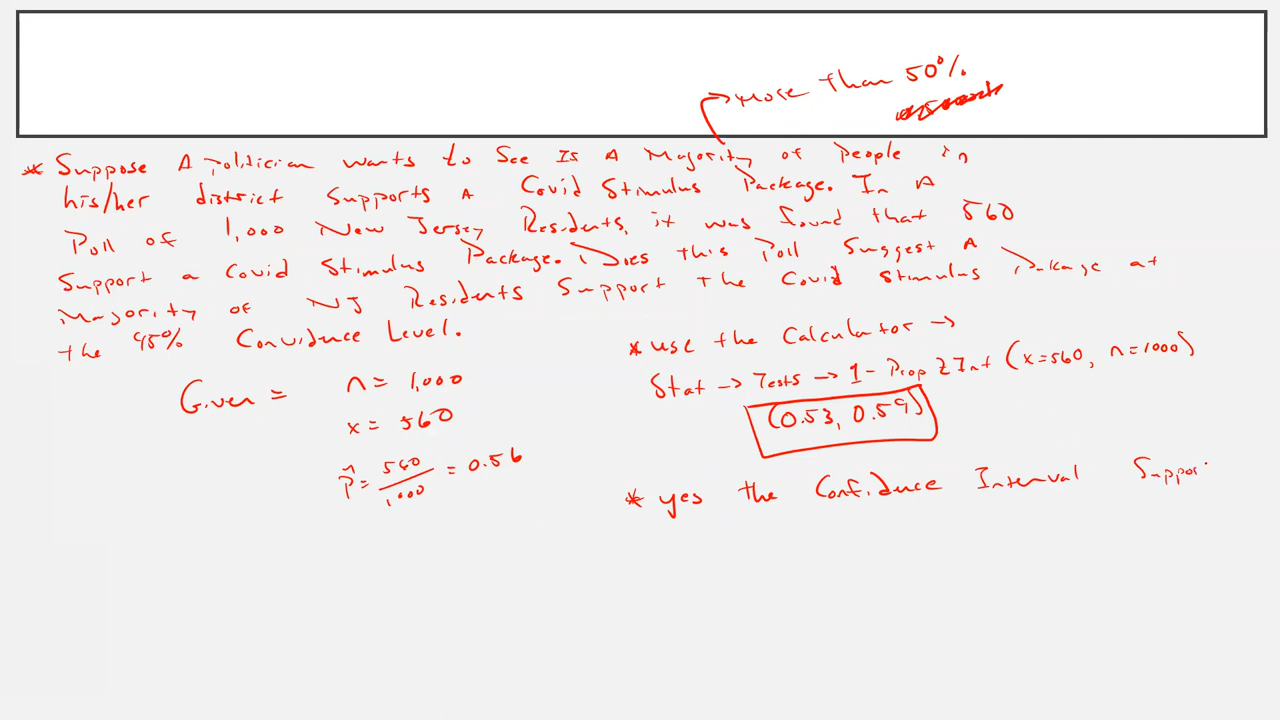 More than 50%
* Suppose A politician wants to See Is A Majority of People in
his/her district Supports A Covid Stimulus Package. In A
Poll of 1,000 New Jersey Residents, it was found that 560
Support a Covid Stimulus Package. Does this Poll Suggest A
Majority of NJ Residents Support the Covid Stimulus Package at
the 95% Convidence Level.
Given = n = 1,000
x = 560
p̂ = 560/1000 = 0.56
* use the Calculator →
Stat → Tests → 1-Prop Z Int (x=560, n=1000)
(0.53, 0.59)
* yes the Confidence Interval Suppor